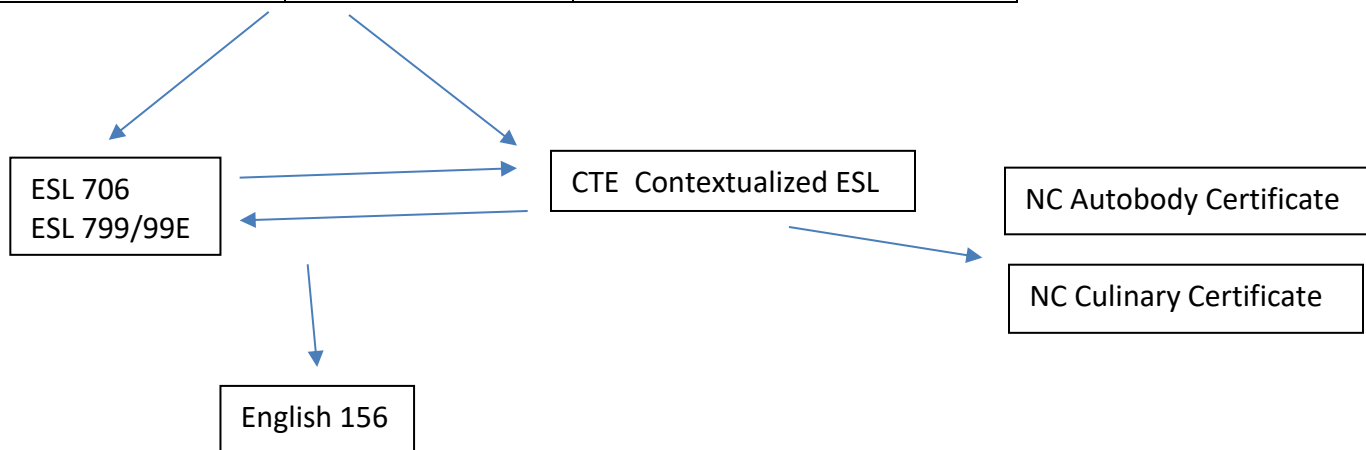 ESL 706
ESL 799/99E
CTE  Contextualized ESL
NC Autobody Certificate
NC Culinary Certificate
English 156